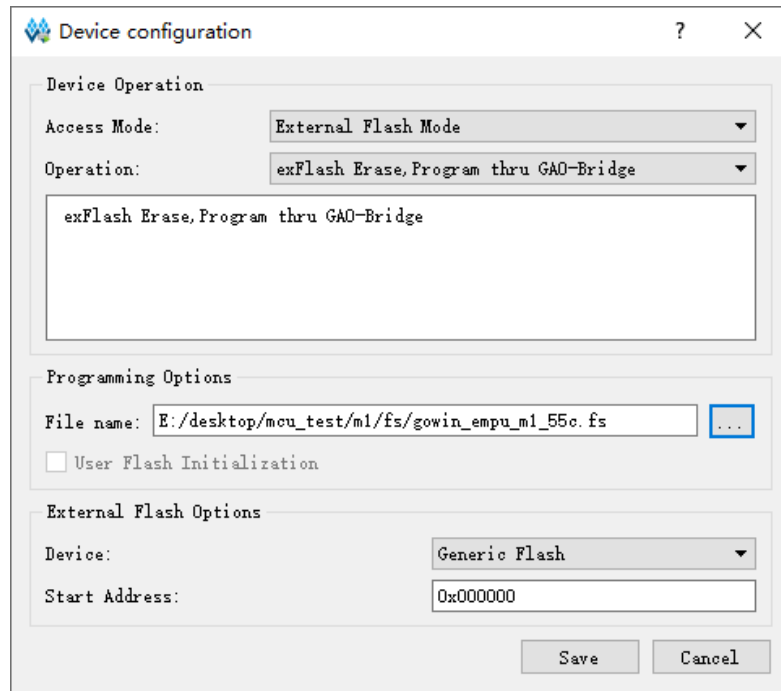 Device configuration
Device Operation
Access Mode: External Flash Mode
Operation: exFlash Erase,Program thru GAO-Bridge
exFlash Erase,Program thru GAO-Bridge
Programming Options
File name: E:/desktop/mcu_test/m1/fs/gowin_empu_m1_55c.fs ...
User Flash Initialization
External Flash Options
Device: Generic Flash
Start Address: 0x000000
Save Cancel